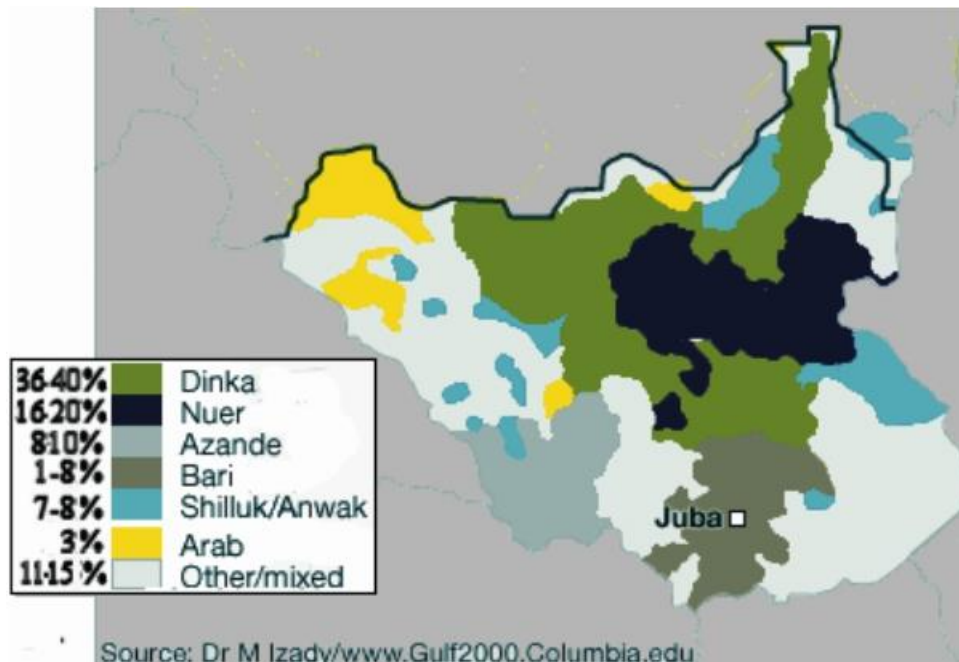 36-40% Dinka
16-20% Nuer
8-10% Azande
1-8% Bari
7-8% Shilluk/Anwak
3% Arab
11-15% Other/mixed
Juba
Source: Dr M Izady/www.Gulf2000.Columbia.edu